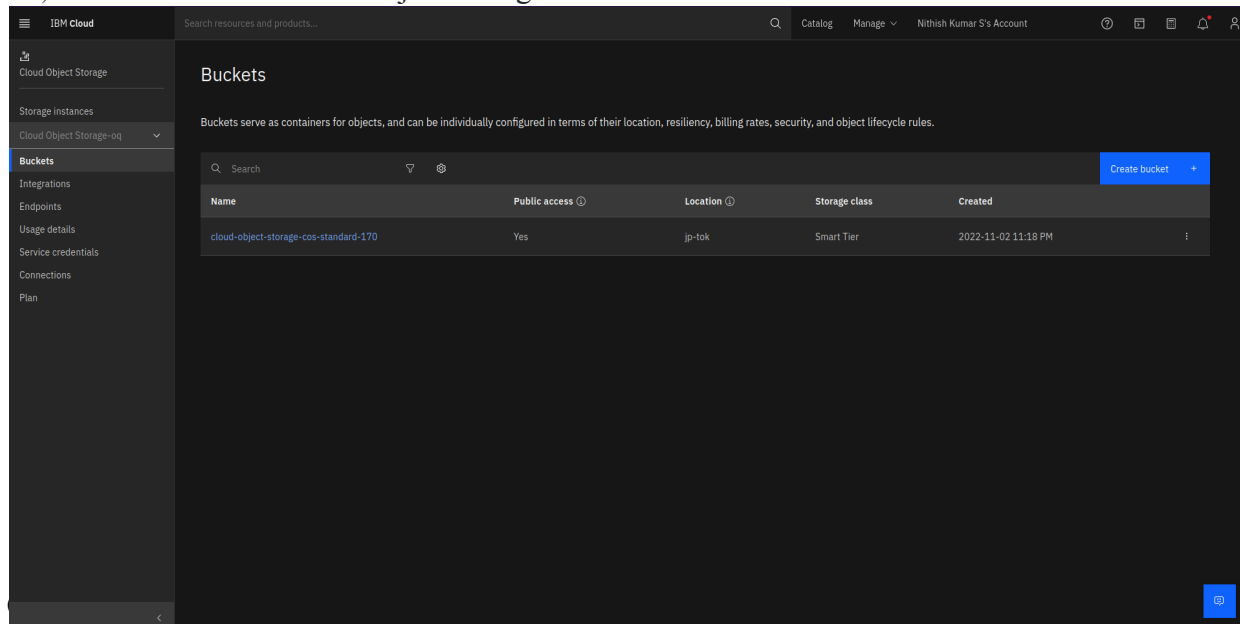 IBM Cloud
Search resources and products...
Catalog
Manage
Nithish Kumar S's Account
Cloud Object Storage
Storage instances
Cloud Object Storage-oq
Buckets
Integrations
Endpoints
Usage details
Service credentials
Connections
Plan
Buckets
Buckets serve as containers for objects, and can be individually configured in terms of their location, resiliency, billing rates, security, and object lifecycle rules.
Search
Create bucket +
Name Public access Location Storage class Created
cloud-object-storage-cos-standard-170 Yes jp-tok Smart Tier 2022-11-02 11:18 PM